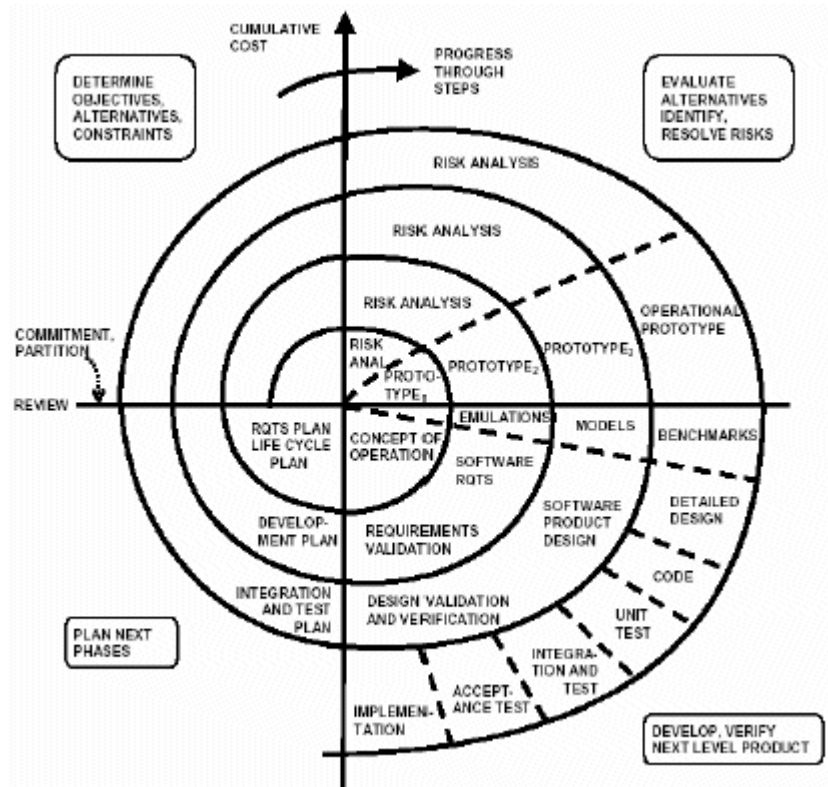 CUMULATIVE
COST
PROGRESS
THROUGH
STEPS
DETERMINE
OBJECTIVES,
ALTERNATIVES,
CONSTRAINTS
EVALUATE
ALTERNATIVES
IDENTIFY,
RESOLVE RISKS
RISK ANALYSIS
RISK ANALYSIS
RISK ANALYSIS
RISK
ANAL.
OPERATIONAL
PROTOTYPE
COMMITMENT,
PARTITION
PROTO-
TYPE1
PROTOTYPE2
PROTOTYPE3
REVIEW
EMULATIONS
MODELS
BENCHMARKS
RQTS PLAN
LIFE CYCLE
PLAN
CONCEPT OF
OPERATION
SOFTWARE
RQTS
DETAILED
DESIGN
SOFTWARE
PRODUCT
DESIGN
DEVELOP-
MENT PLAN
REQUIREMENTS
VALIDATION
CODE
INTEGRATION
AND TEST
PLAN
DESIGN VALIDATION
AND VERIFICATION
UNIT
TEST
PLAN NEXT
PHASES
INTEGRA-
TION AND
TEST
ACCEPT-
ANCE TEST
IMPLEMEN-
TATION
DEVELOP, VERIFY
NEXT LEVEL PRODUCT